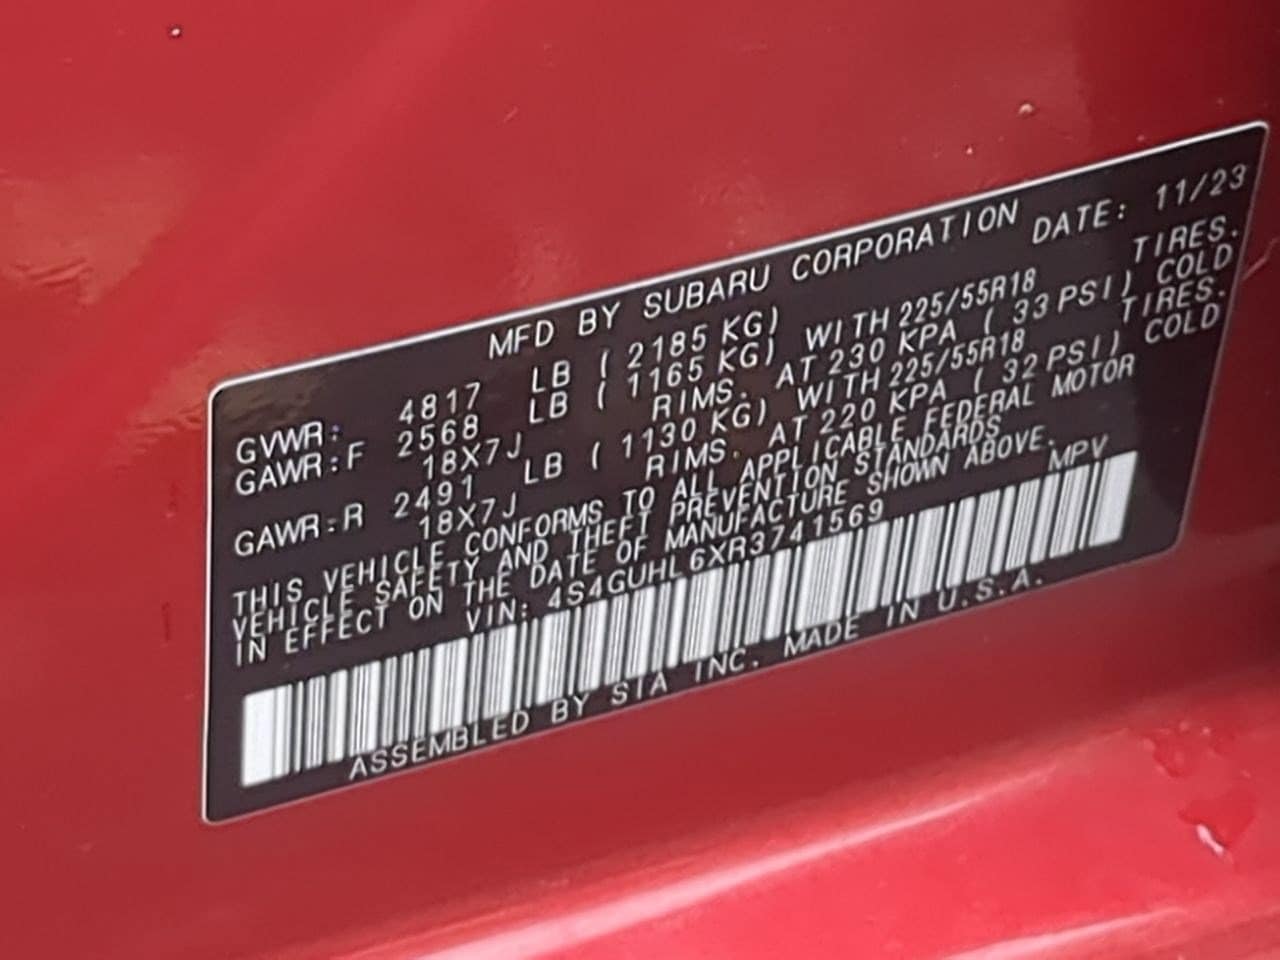 MFD BY SUBARU CORPORATION DATE: 11/23
GVWR: 4817 LB ( 2185 KG)
GAWR:F 2568 LB ( 1165 KG) WITH 225/55R18 TIRES.
18X7J RIMS. AT 230 KPA ( 33 PSI) COLD
GAWR:R 2491 LB ( 1130 KG) WITH 225/55R18 TIRES.
18X7J RIMS. AT 220 KPA ( 32 PSI) COLD
THIS VEHICLE CONFORMS TO ALL APPLICABLE FEDERAL MOTOR
VEHICLE SAFETY AND THEFT PREVENTION STANDARDS
IN EFFECT ON THE DATE OF MANUFACTURE SHOWN ABOVE.
VIN: 4S4GUHL6XR3741569 MPV
ASSEMBLED BY SIA INC. MADE IN U.S.A.